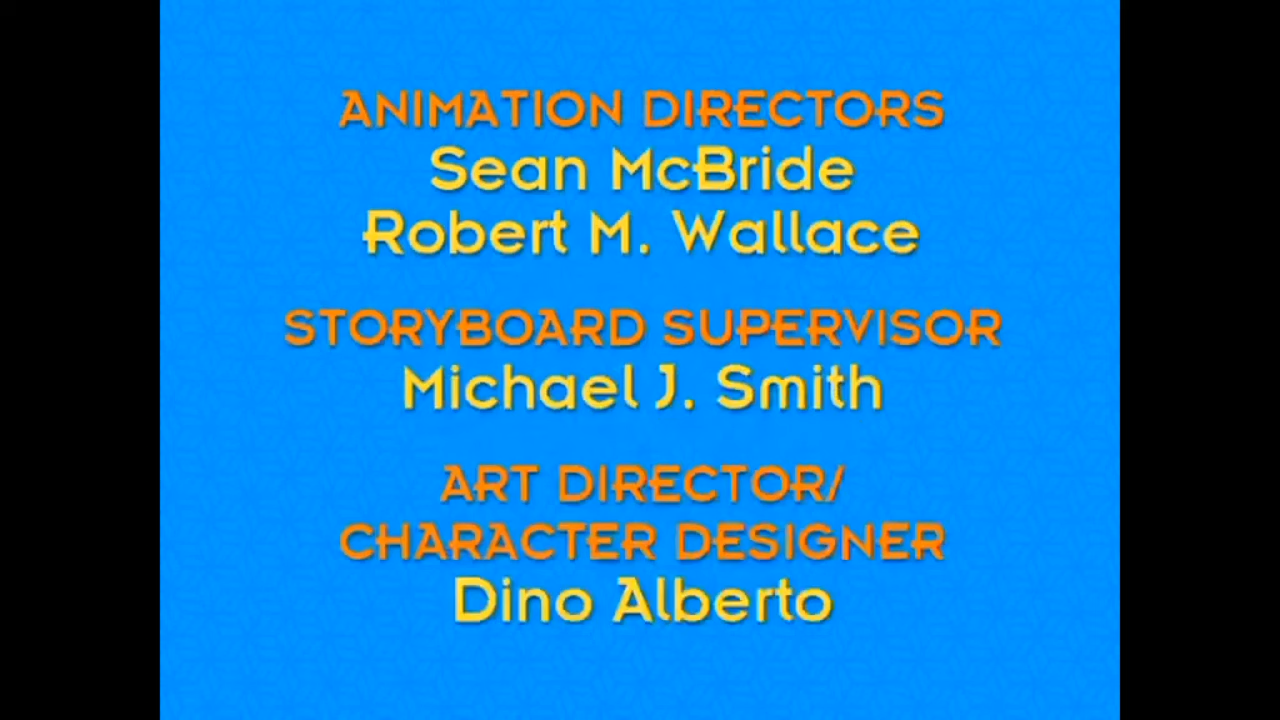 ANIMATION DIRECTORS
Sean McBride
Robert M. Wallace
STORYBOARD SUPERVISOR
Michael J. Smith
ART DIRECTOR/
CHARACTER DESIGNER
Dino Alberto